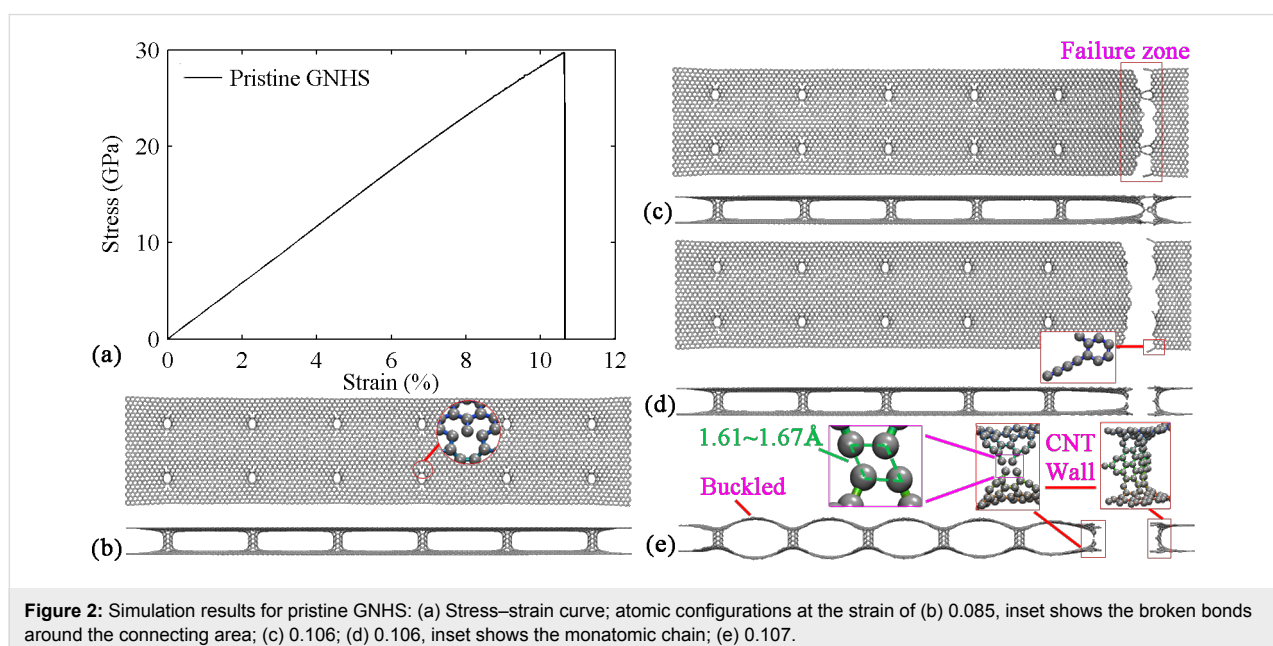 30
20
10
0
Stress (GPa)
Pristine GNHS
0 2 4 6 8 10 12
Strain (%)
(a)
(b)
Failure zone
(c)
(d)
1.61~1.67Å
CNT
Wall
Buckled
(e)
Figure 2: Simulation results for pristine GNHS: (a) Stress–strain curve; atomic configurations at the strain of (b) 0.085, inset shows the broken bonds
around the connecting area; (c) 0.106; (d) 0.106, inset shows the monatomic chain; (e) 0.107.